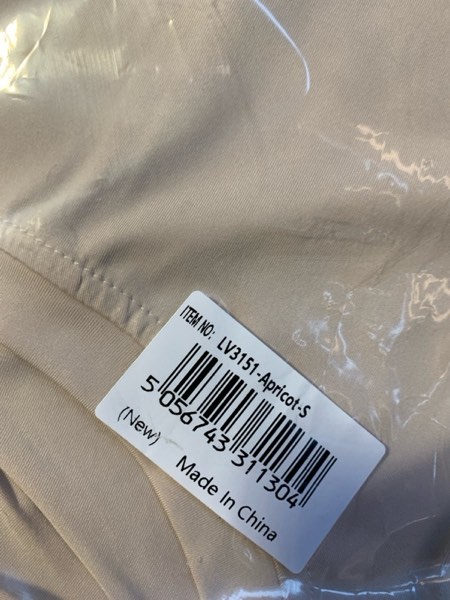 ITEM NO: LV3151-Apricot-S
5 056743 311304
(New)
Made In China